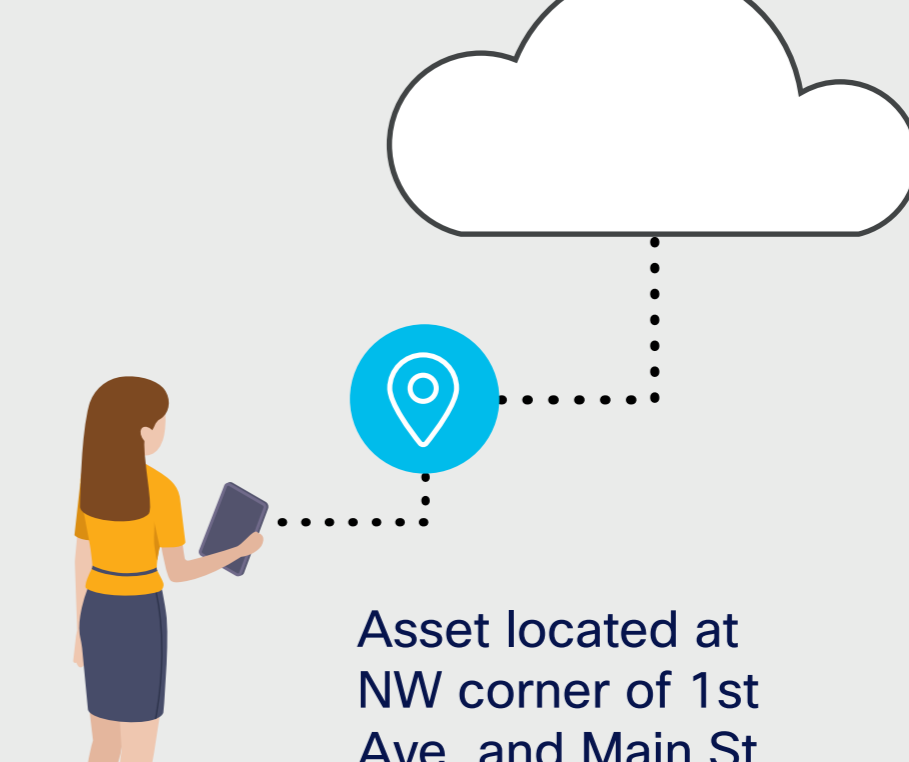 Asset located at
NW corner of 1st
Ave. and Main St